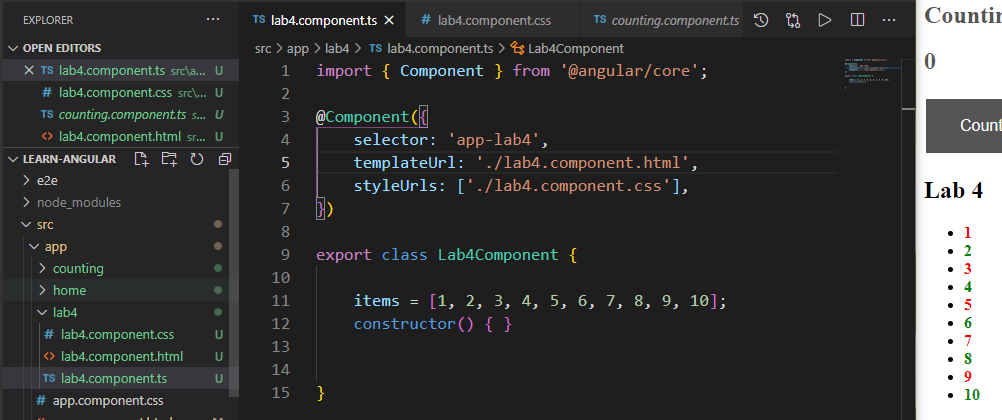 EXPLORER
OPEN EDITORS
TS lab4.component.ts src\a... U
# lab4.component.css src\... U
TS counting.component.ts s... U
<> lab4.component.html sr... U
LEARN-ANGULAR
e2e
node_modules
src
app
counting
home
lab4
# lab4.component.css U
<> lab4.component.html U
TS lab4.component.ts U
# app.component.css
TS lab4.component.ts
# lab4.component.css
TS counting.component.ts
src > app > lab4 > TS lab4.component.ts > Lab4Component
1 import { Component } from '@angular/core';
2
3 @Component({
4 selector: 'app-lab4',
5 templateUrl: './lab4.component.html',
6 styleUrls: ['./lab4.component.css'],
7 })
8
9 export class Lab4Component {
10
11 items = [1, 2, 3, 4, 5, 6, 7, 8, 9, 10];
12 constructor() { }
13
14
15 }
Countin
0
Count
Lab 4
1
2
3
4
5
6
7
8
9
10